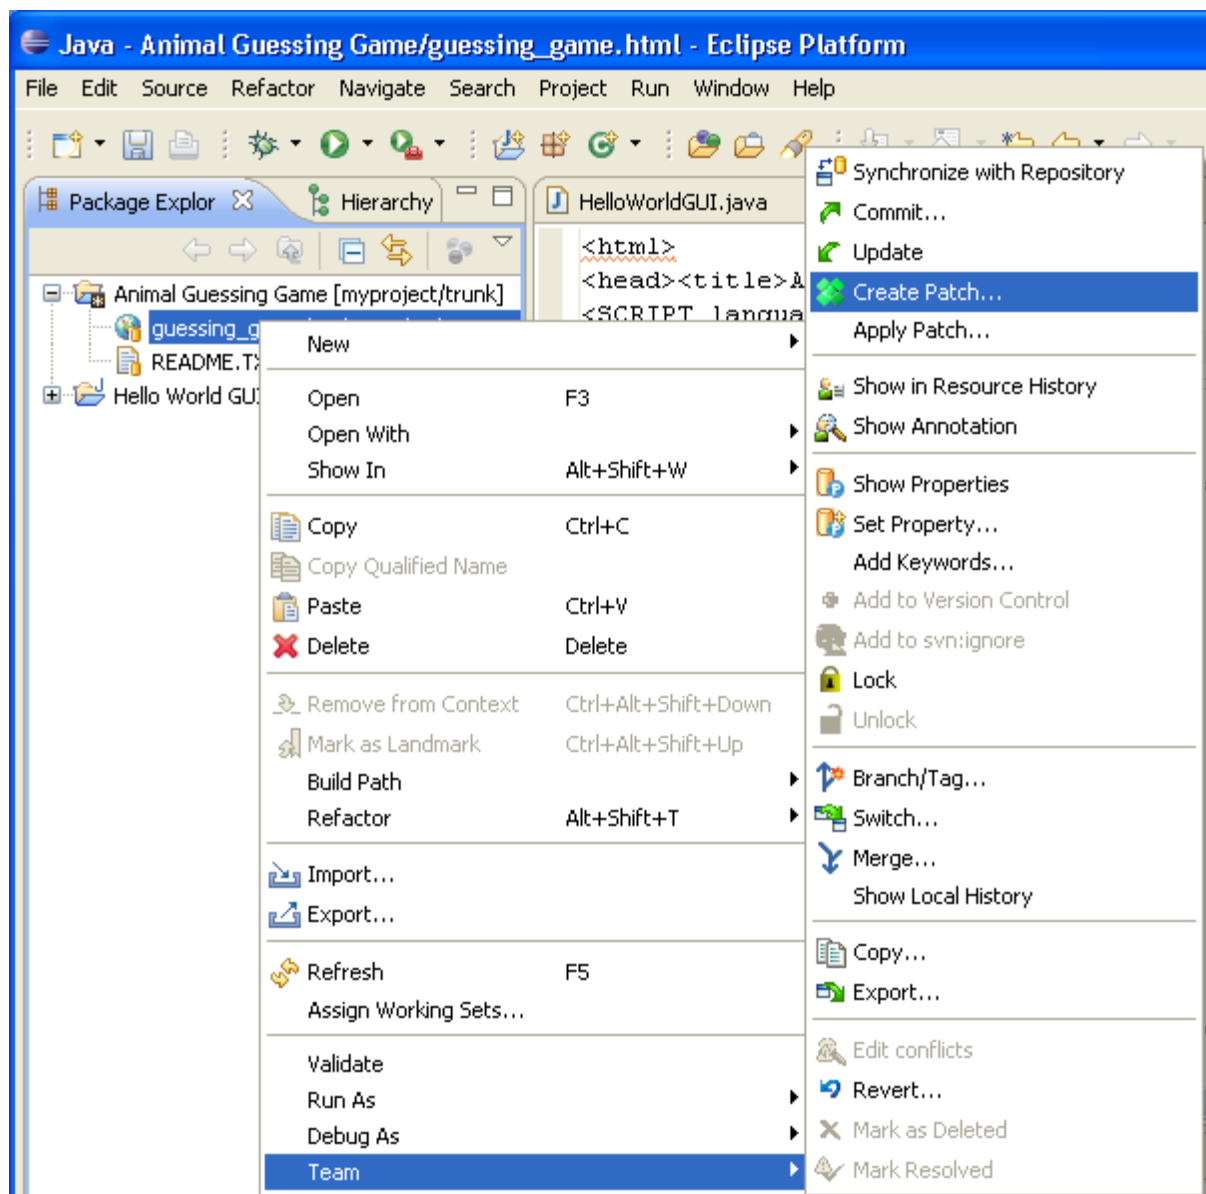 Java - Animal Guessing Game/guessing_game.html - Eclipse Platform
File Edit Source Refactor Navigate Search Project Run Window Help
Package Explor
Hierarchy
HelloWorldGUI.java
Animal Guessing Game [myproject/trunk]
guessing_g
README.T
Hello World GU
<html>
<head><title>A
<SCRIPT langua
New
Open F3
Open With
Show In Alt+Shift+W
Copy Ctrl+C
Copy Qualified Name
Paste Ctrl+V
Delete Delete
Remove from Context Ctrl+Alt+Shift+Down
Mark as Landmark Ctrl+Alt+Shift+Up
Build Path
Refactor Alt+Shift+T
Import...
Export...
Refresh F5
Assign Working Sets...
Validate
Run As
Debug As
Team
Synchronize with Repository
Commit...
Update
Create Patch...
Apply Patch...
Show in Resource History
Show Annotation
Show Properties
Set Property...
Add Keywords...
Add to Version Control
Add to svn:ignore
Lock
Unlock
Branch/Tag...
Switch...
Merge...
Show Local History
Copy...
Export...
Edit conflicts
Revert...
Mark as Deleted
Mark Resolved